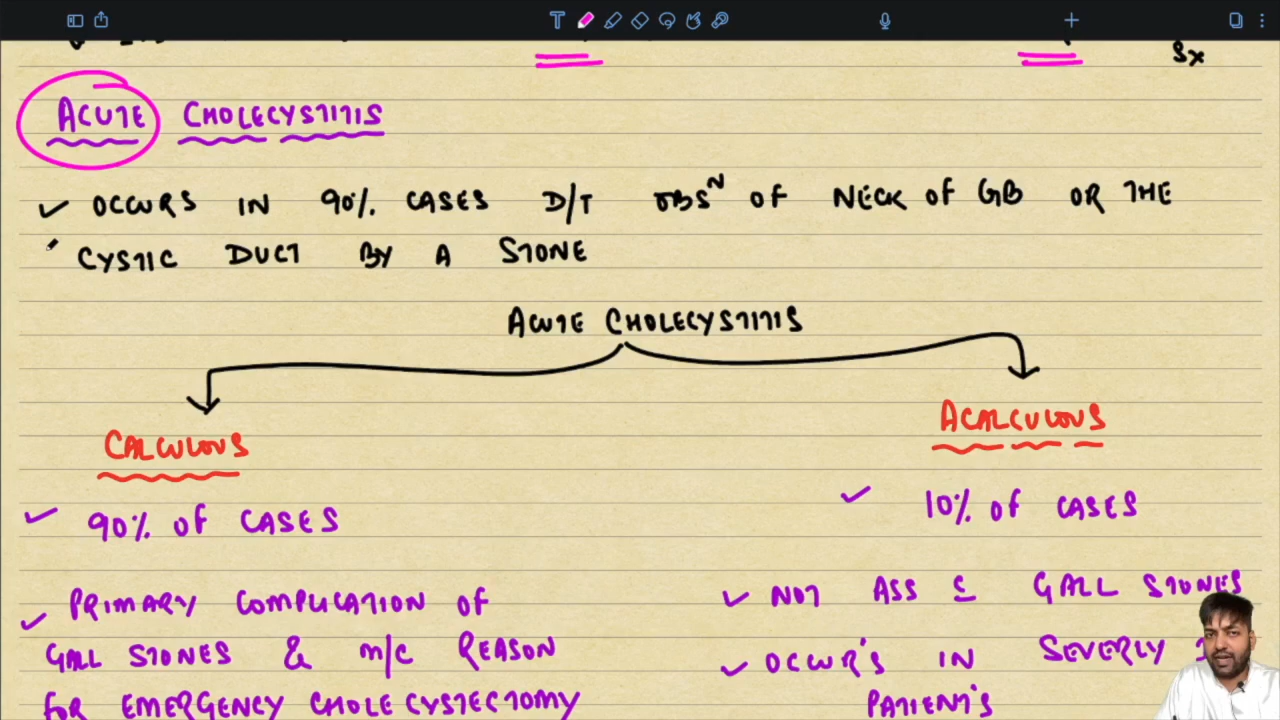 Sx
ACUTE CHOLECYSTITIS
✓ OCCURS IN 90% CASES D/T OBSᴺ OF NECK OF GB OR THE
CYSTIC DUCT BY A STONE
ACUTE CHOLECYSTITIS
CALCULOUS
ACALCULOUS
✓ 90% OF CASES
✓ 10% OF CASES
✓ PRIMARY COMPLICATION OF
GALL STONES & M/C REASON
FOR EMERGENCY CHOLECYSTECTOMY
✓ NOT ASS C̲ GALL STONES
✓ OCCUR'S IN SEVERLY
PATIENT'S